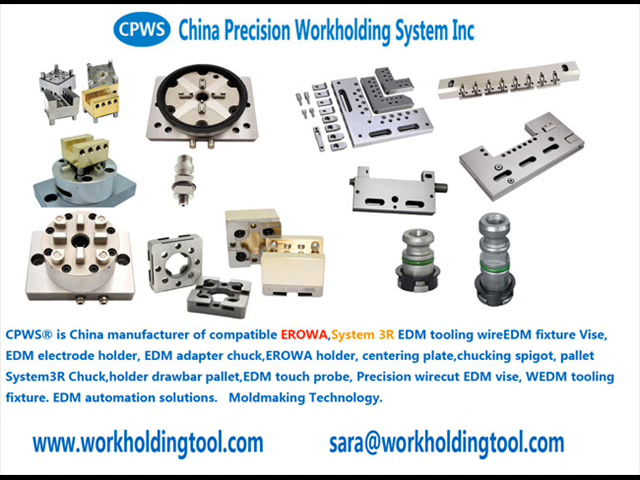 CPWS China Precision Workholding System Inc
CPWS® is China manufacturer of compatible EROWA,System 3R EDM tooling wireEDM fixture Vise,
EDM electrode holder, EDM adapter chuck,EROWA holder, centering plate,chucking spigot, pallet
System3R Chuck,holder drawbar pallet,EDM touch probe, Precision wirecut EDM vise, WEDM tooling
fixture. EDM automation solutions. Moldmaking Technology.
www.workholdingtool.com sara@workholdingtool.com